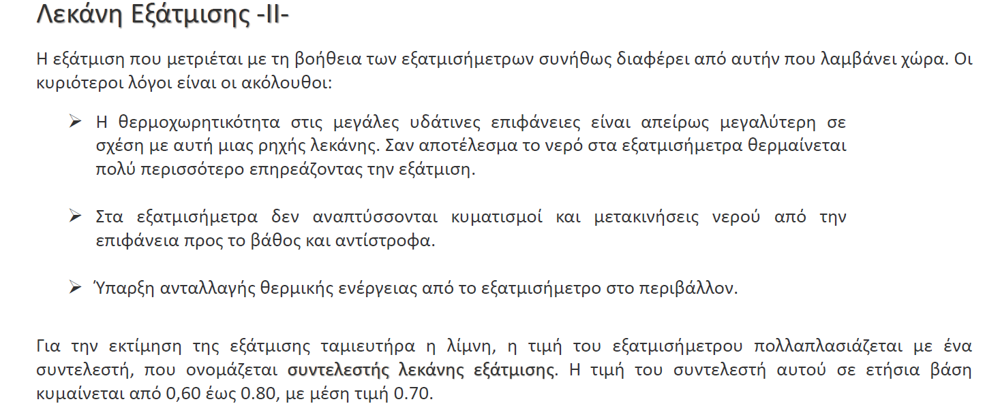 Λεκάνη Εξάτμισης -ΙΙ-
Η εξάτμιση που μετριέται με τη βοήθεια των εξατμισήμετρων συνήθως διαφέρει από αυτήν που λαμβάνει χώρα. Οι
κυριότεροι λόγοι είναι οι ακόλουθοι:
➢ Η θερμοχωρητικότητα στις μεγάλες υδάτινες επιφάνειες είναι απείρως μεγαλύτερη σε
σχέση με αυτή μιας ρηχής λεκάνης. Σαν αποτέλεσμα το νερό στα εξατμισήμετρα θερμαίνεται
πολύ περισσότερο επηρεάζοντας την εξάτμιση.
➢ Στα εξατμισήμετρα δεν αναπτύσσονται κυματισμοί και μετακινήσεις νερού από την
επιφάνεια προς το βάθος και αντίστροφα.
➢ Ύπαρξη ανταλλαγής θερμικής ενέργειας από το εξατμισήμετρο στο περιβάλλον.
Για την εκτίμηση της εξάτμισης ταμιευτήρα η λίμνη, η τιμή του εξατμισήμετρου πολλαπλασιάζεται με ένα
συντελεστή, που ονομάζεται συντελεστής λεκάνης εξάτμισης. Η τιμή του συντελεστή αυτού σε ετήσια βάση
κυμαίνεται από 0,60 έως 0.80, με μέση τιμή 0.70.